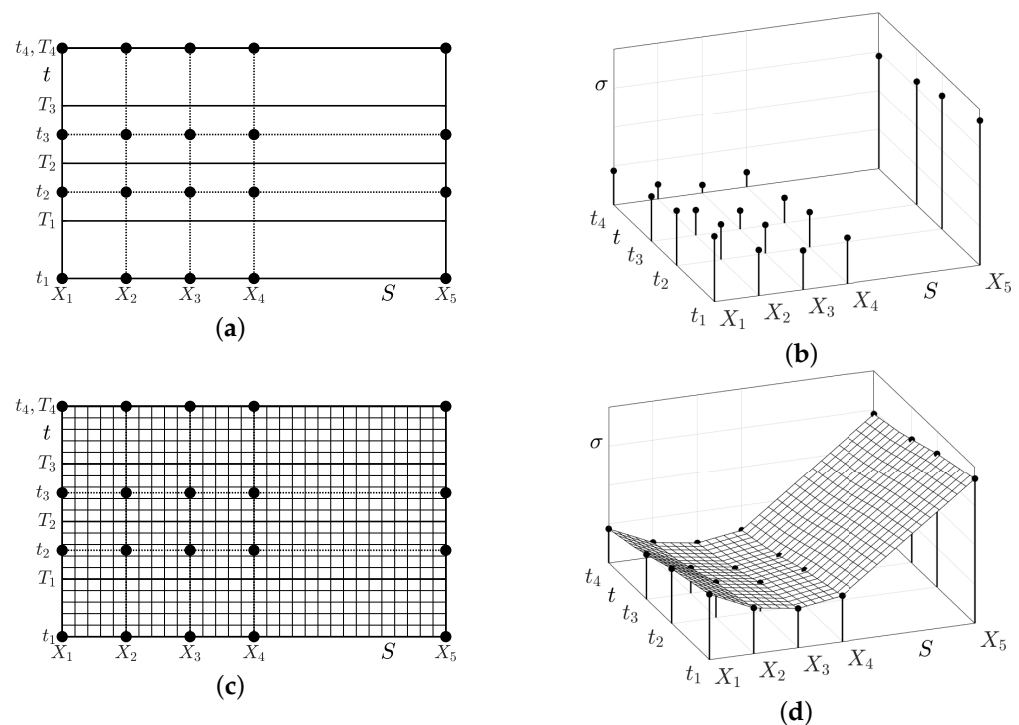 t₄, T₄
t
T₃
t₃
T₂
t₂
T₁
t₁
X₁ X₂ X₃ X₄ S X₅
(a)
σ
t₄
t
t₃
t₂
t₁ X₁ X₂ X₃ X₄ S X₅
(b)
t₄, T₄
t
T₃
t₃
T₂
t₂
T₁
t₁
X₁ X₂ X₃ X₄ S X₅
(c)
σ
t₄
t
t₃
t₂
t₁ X₁ X₂ X₃ X₄ S X₅
(d)